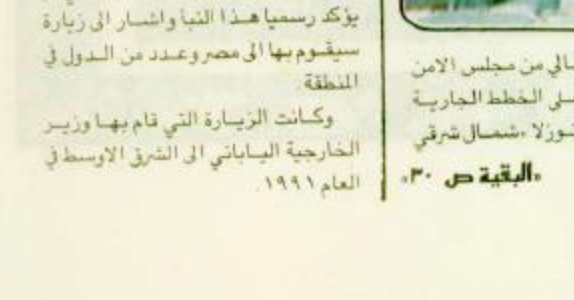 الي من مجلس الامن
لى الخطط الجارية
وزلا «شمال شرقي
«البقية ص ٣٠»
يؤكد رسميا هذا النبأ واشار الى زيارة
سيقوم بها الى مصر وعدد من الدول في
المنطقة.
وكانت الزيارة التي قام بها وزير
الخارجية الياباني الى الشرق الاوسط في
العام ١٩٩١.